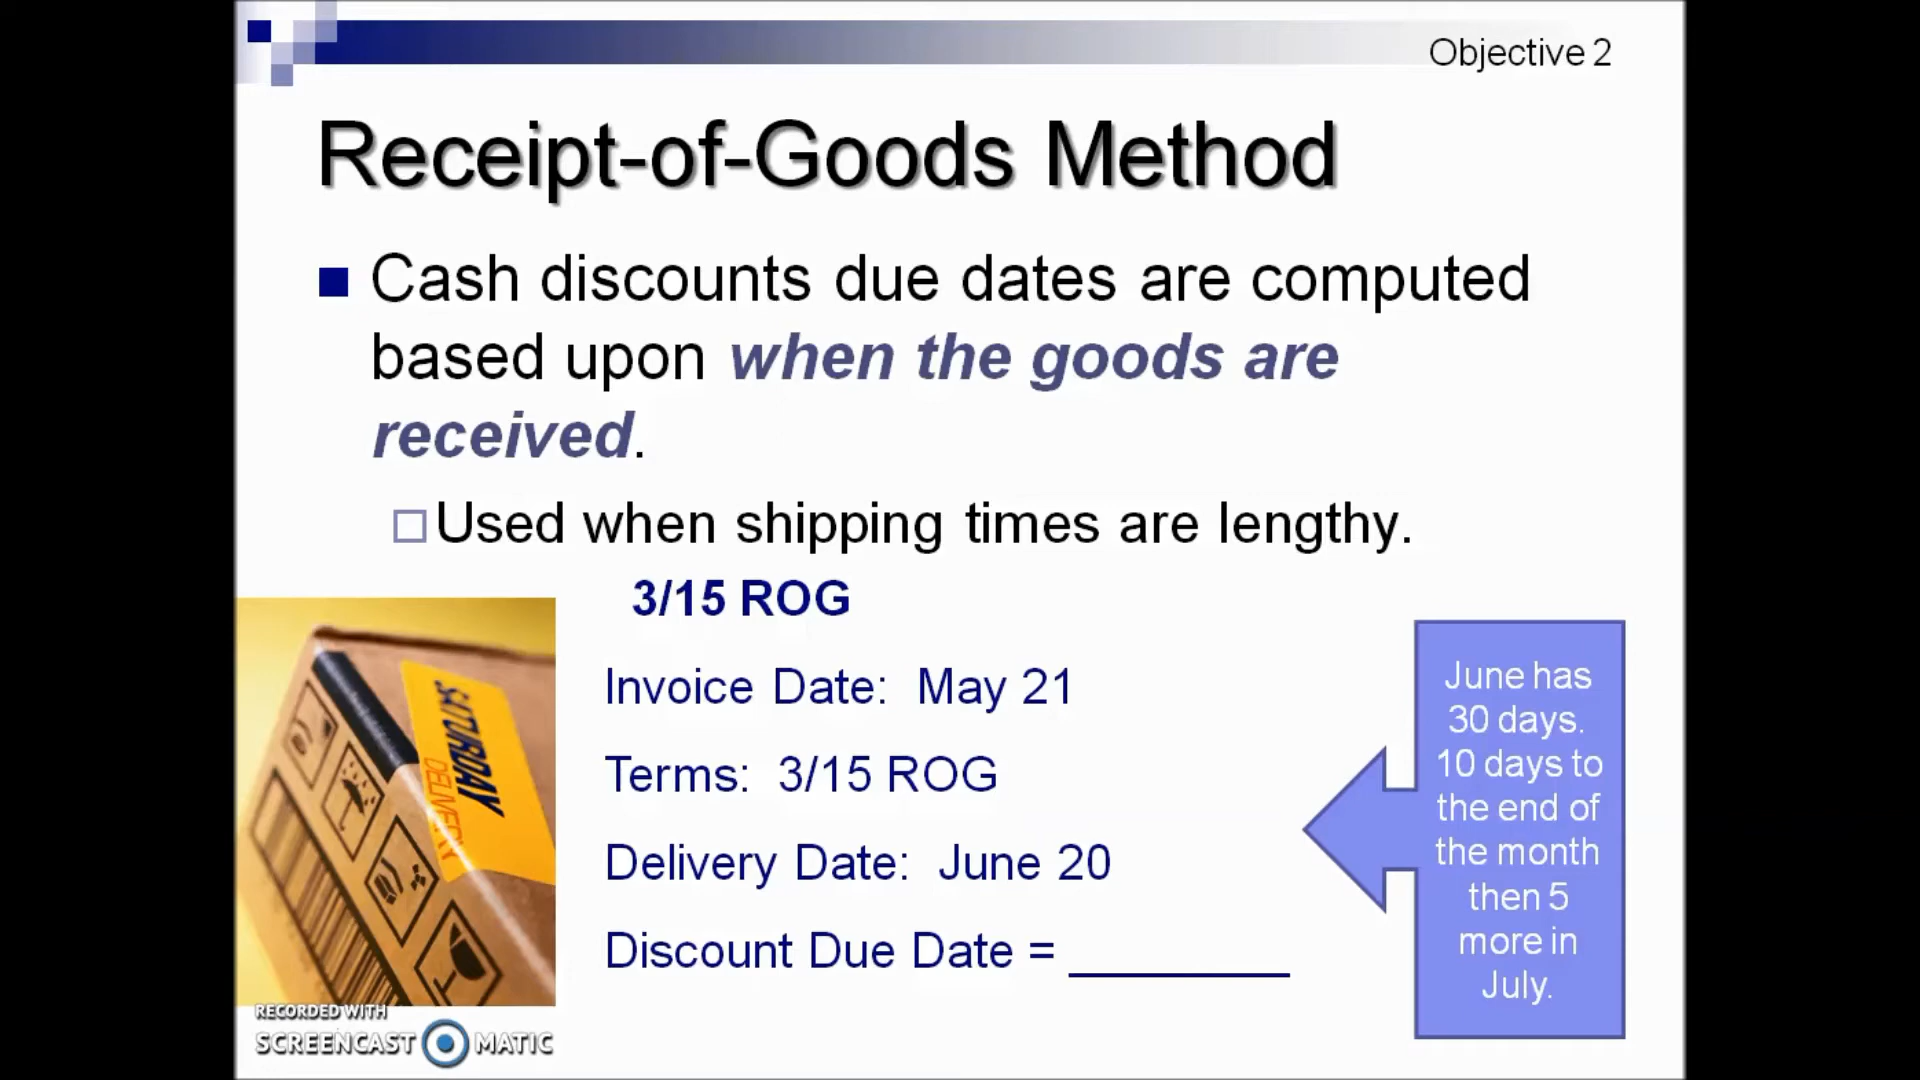 Objective 2
Receipt-of-Goods Method
Cash discounts due dates are computed
based upon when the goods are
received.
Used when shipping times are lengthy.
3/15 ROG
Invoice Date: May 21
Terms: 3/15 ROG
Delivery Date: June 20
Discount Due Date = ________
June has
30 days.
10 days to
the end of
the month
then 5
more in
July.
SATURDAY
DELIVERY
RECORDED WITH
SCREENCAST MATIC